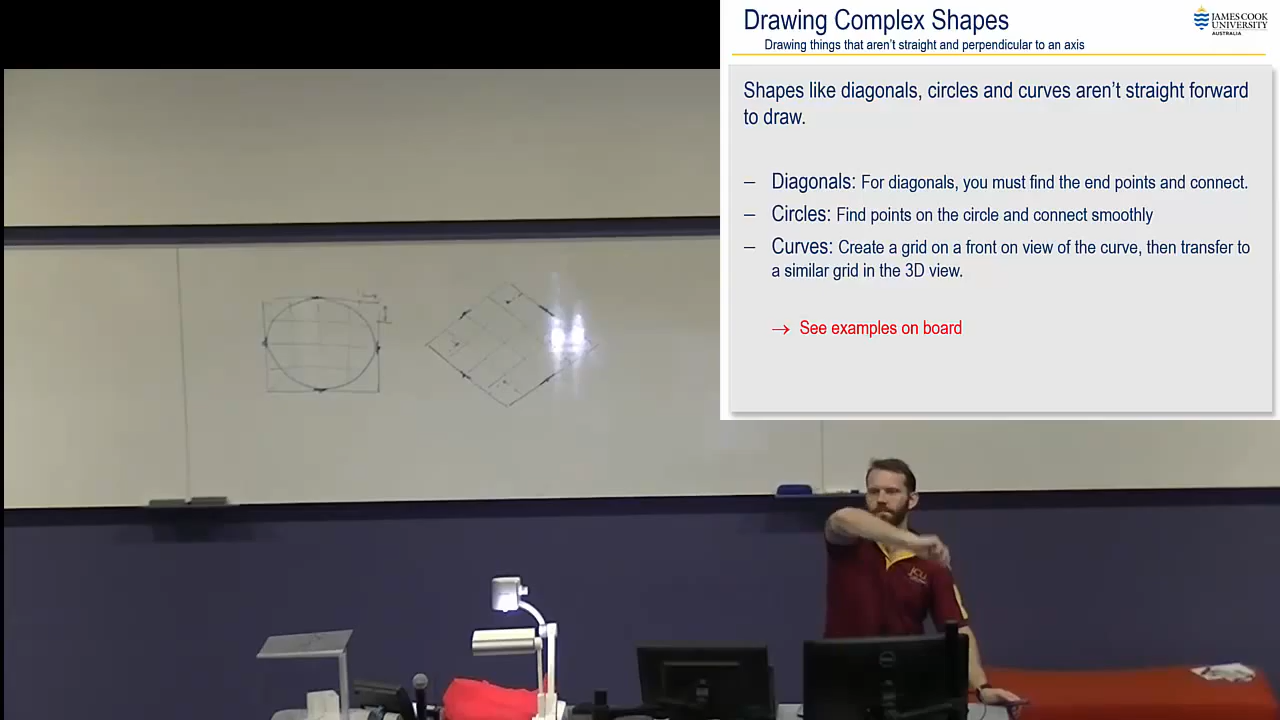 Drawing Complex Shapes
Drawing things that aren't straight and perpendicular to an axis
JAMES COOK
UNIVERSITY
AUSTRALIA
Shapes like diagonals, circles and curves aren't straight forward
to draw.
– Diagonals: For diagonals, you must find the end points and connect.
– Circles: Find points on the circle and connect smoothly
– Curves: Create a grid on a front on view of the curve, then transfer to
a similar grid in the 3D view.
→ See examples on board
JCU